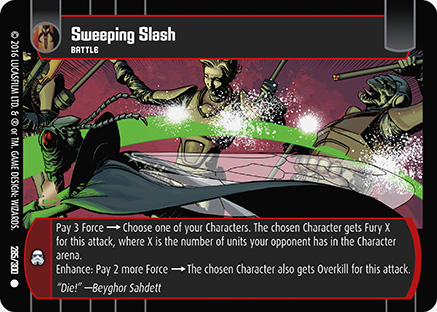 Sweeping Slash
BATTLE
Pay 3 Force → Choose one of your Characters. The chosen Character gets Fury X
for this attack, where X is the number of units your opponent has in the Character
arena.
Enhance: Pay 2 more Force → The chosen Character also gets Overkill for this attack.
"Die!" —Beyghor Sahdett
© 2016 LUCASFILM LTD. & ® or TM. GAME DESIGN: WIZARDS.
215/300